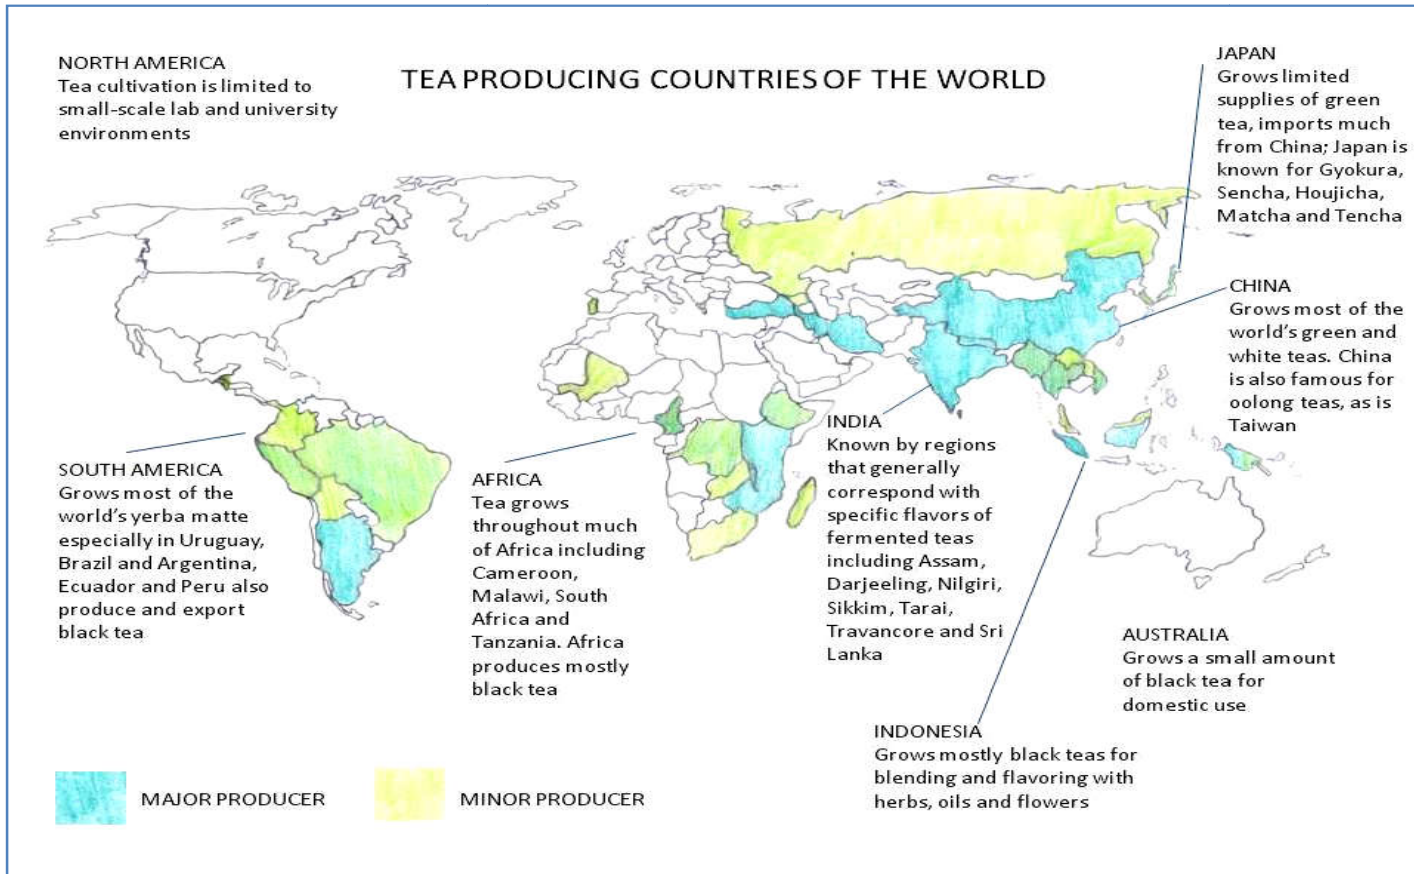 TEA PRODUCING COUNTRIES OF THE WORLD
NORTH AMERICA
Tea cultivation is limited to
small-scale lab and university
environments
JAPAN
Grows limited
supplies of green
tea, imports much
from China; Japan is
known for Gyokura,
Sencha, Houjicha,
Matcha and Tencha
CHINA
Grows most of the
world's green and
white teas. China
is also famous for
oolong teas, as is
Taiwan
SOUTH AMERICA
Grows most of the
world's yerba matte
especially in Uruguay,
Brazil and Argentina,
Ecuador and Peru also
produce and export
black tea
AFRICA
Tea grows
throughout much
of Africa including
Cameroon,
Malawi, South
Africa and
Tanzania. Africa
produces mostly
black tea
INDIA
Known by regions
that generally
correspond with
specific flavors of
fermented teas
including Assam,
Darjeeling, Nilgiri,
Sikkim, Tarai,
Travancore and Sri
Lanka
AUSTRALIA
Grows a small amount
of black tea for
domestic use
INDONESIA
Grows mostly black teas for
blending and flavoring with
herbs, oils and flowers
MAJOR PRODUCER
MINOR PRODUCER